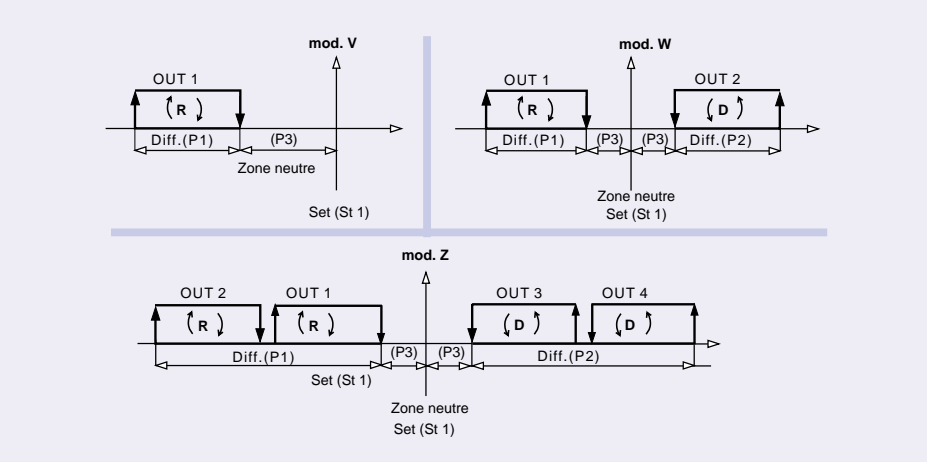 mod. V
OUT 1
R
Diff.(P1)
(P3)
Zone neutre
Set (St 1)
mod. W
OUT 1
OUT 2
R
D
Diff.(P1)
(P3)
(P3)
Diff.(P2)
Zone neutre
Set (St 1)
mod. Z
OUT 2
OUT 1
OUT 3
OUT 4
R
R
D
D
Diff.(P1)
(P3)
(P3)
Diff.(P2)
Set (St 1)
Zone neutre
Set (St 1)